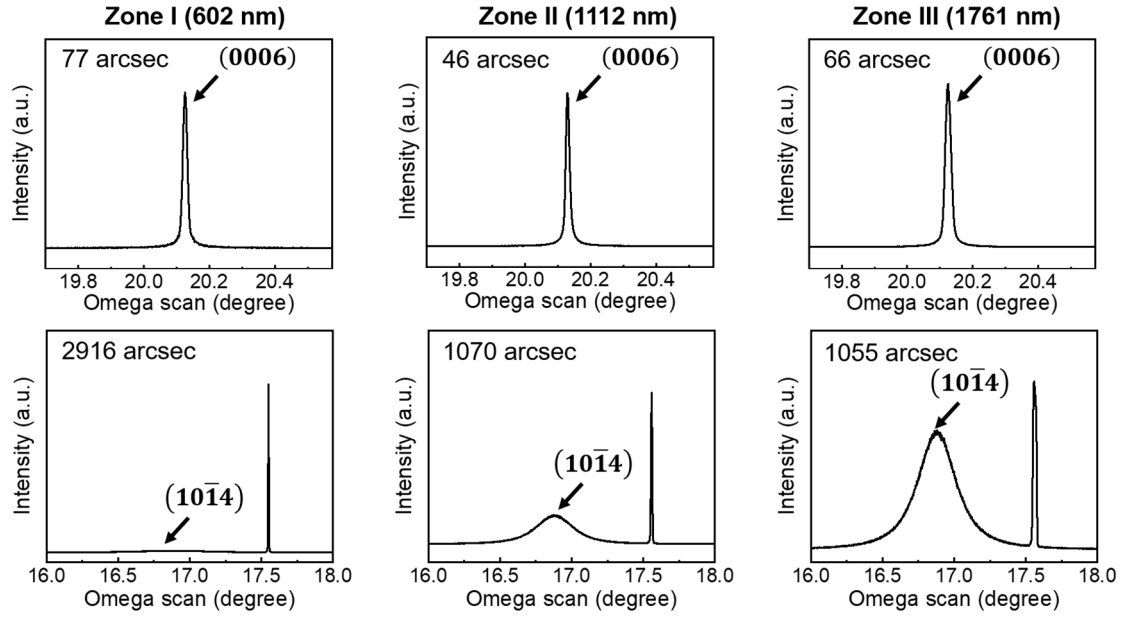 Zone I (602 nm)
77 arcsec
(0006)
Intensity (a.u.)
19.8 20.0 20.2 20.4
Omega scan (degree)
Zone II (1112 nm)
46 arcsec
(0006)
Intensity (a.u.)
19.8 20.0 20.2 20.4
Omega scan (degree)
Zone III (1761 nm)
66 arcsec
(0006)
Intensity (a.u.)
19.8 20.0 20.2 20.4
Omega scan (degree)
2916 arcsec
(101̅4)
Intensity (a.u.)
16.0 16.5 17.0 17.5 18.0
Omega scan (degree)
1070 arcsec
(101̅4)
Intensity (a.u.)
16.0 16.5 17.0 17.5 18.0
Omega scan (degree)
1055 arcsec
(101̅4)
Intensity (a.u.)
16.0 16.5 17.0 17.5 18.0
Omega scan (degree)